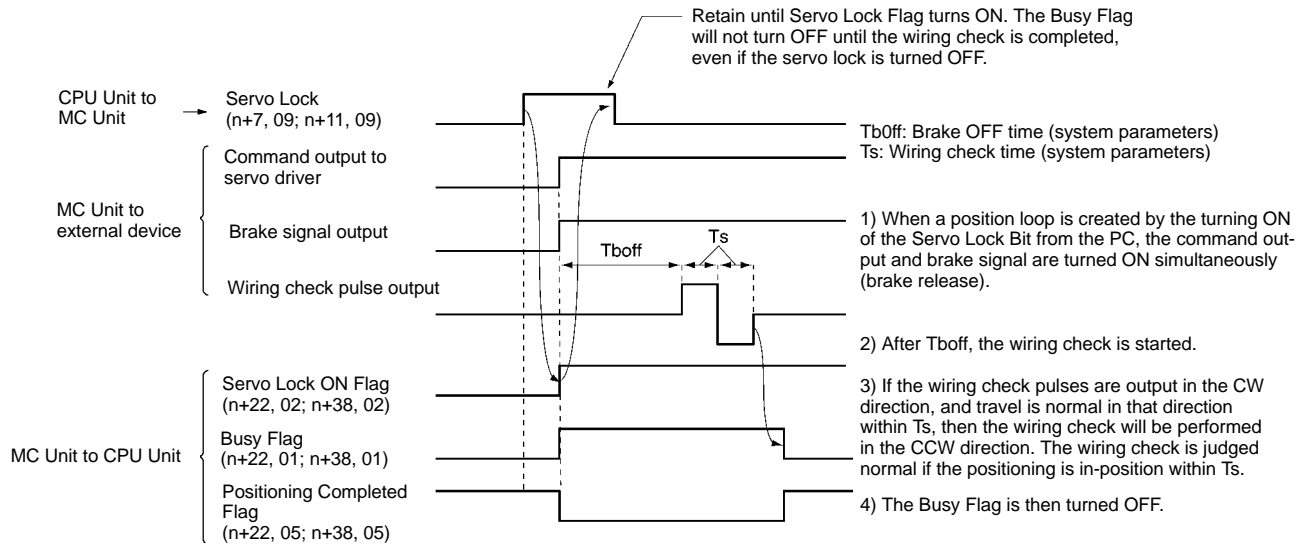 Retain until Servo Lock Flag turns ON. The Busy Flag
will not turn OFF until the wiring check is completed,
even if the servo lock is turned OFF.
CPU Unit to
MC Unit
Servo Lock
(n+7, 09; n+11, 09)
Tb0ff: Brake OFF time (system parameters)
Ts: Wiring check time (system parameters)
MC Unit to
external device
Command output to
servo driver
Brake signal output
Wiring check pulse output
Tboff
Ts
1) When a position loop is created by the turning ON
of the Servo Lock Bit from the PC, the command out-
put and brake signal are turned ON simultaneously
(brake release).
2) After Tboff, the wiring check is started.
3) If the wiring check pulses are output in the CW
direction, and travel is normal in that direction
within Ts, then the wiring check will be performed
in the CCW direction. The wiring check is judged
normal if the positioning is in-position within Ts.
4) The Busy Flag is then turned OFF.
MC Unit to CPU Unit
Servo Lock ON Flag
(n+22, 02; n+38, 02)
Busy Flag
(n+22, 01; n+38, 01)
Positioning Completed
Flag
(n+22, 05; n+38, 05)